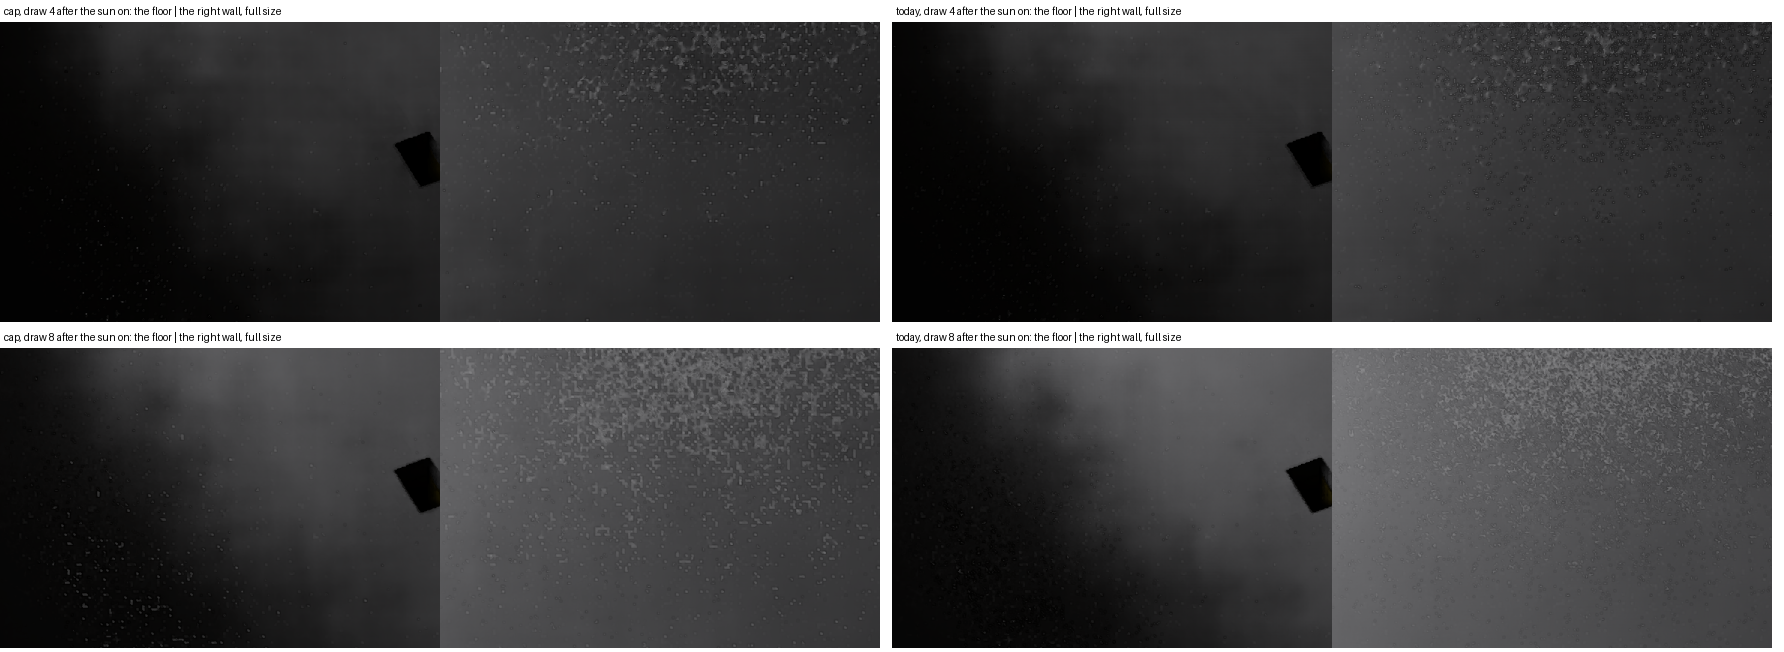 cap, draw 4 after the sun on: the floor | the right wall, full size
today, draw 4 after the sun on: the floor | the right wall, full size
cap, draw 8 after the sun on: the floor | the right wall, full size
today, draw 8 after the sun on: the floor | the right wall, full size